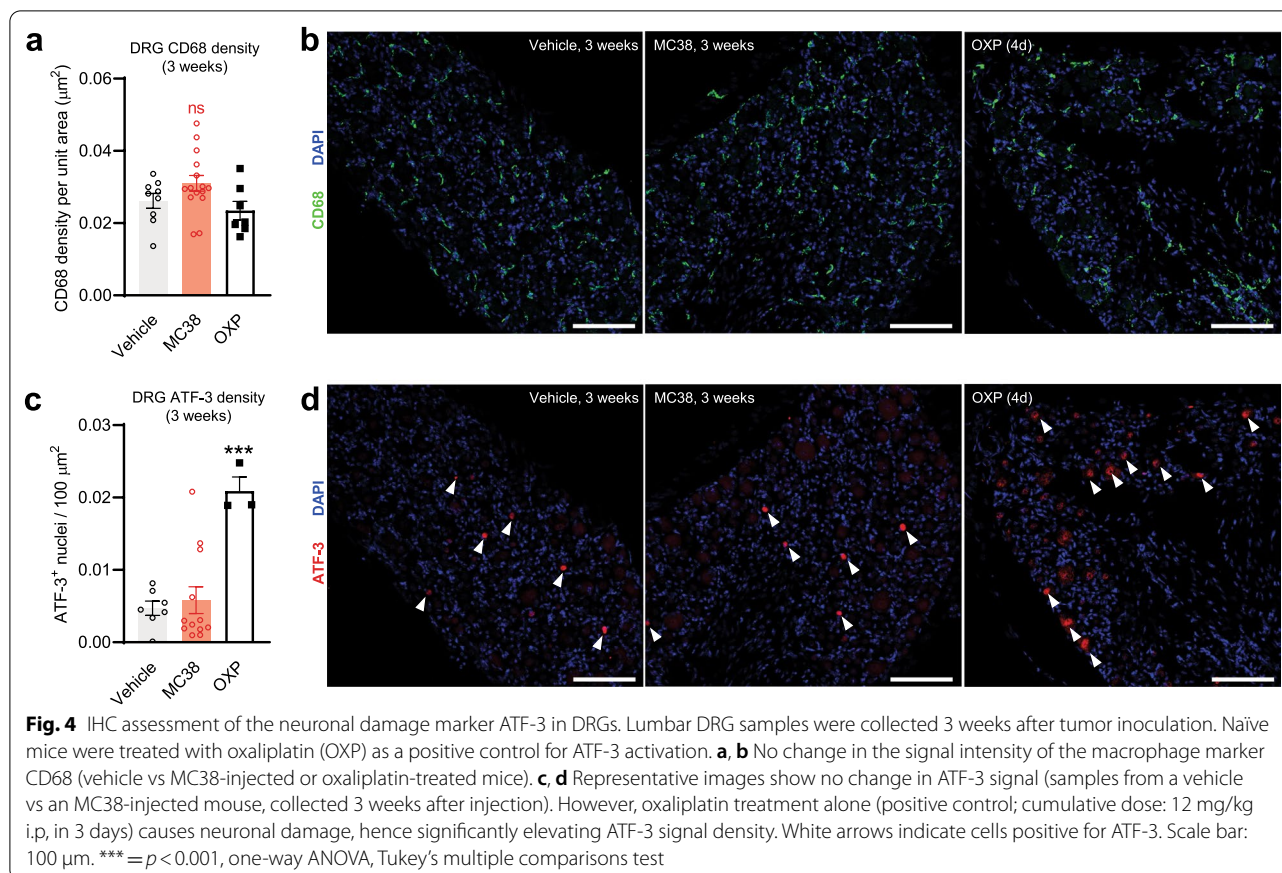 a
DRG CD68 density
(3 weeks)
CD68 density per unit area (μm²)
0.06
0.04
0.02
0.00
ns
Vehicle
MC38
OXP
b
CD68 DAPI
Vehicle, 3 weeks
MC38, 3 weeks
OXP (4d)
c
DRG ATF-3 density
(3 weeks)
ATF-3⁺ nuclei / 100 μm²
0.03
0.02
0.01
0.00
***
Vehicle
MC38
OXP
d
ATF-3 DAPI
Vehicle, 3 weeks
MC38, 3 weeks
OXP (4d)
Fig. 4 IHC assessment of the neuronal damage marker ATF-3 in DRGs. Lumbar DRG samples were collected 3 weeks after tumor inoculation. Naïve
mice were treated with oxaliplatin (OXP) as a positive control for ATF-3 activation. a, b No change in the signal intensity of the macrophage marker
CD68 (vehicle vs MC38-injected or oxaliplatin-treated mice). c, d Representative images show no change in ATF-3 signal (samples from a vehicle
vs an MC38-injected mouse, collected 3 weeks after injection). However, oxaliplatin treatment alone (positive control; cumulative dose: 12 mg/kg
i.p, in 3 days) causes neuronal damage, hence significantly elevating ATF-3 signal density. White arrows indicate cells positive for ATF-3. Scale bar:
100 μm. *** = p < 0.001, one-way ANOVA, Tukey's multiple comparisons test